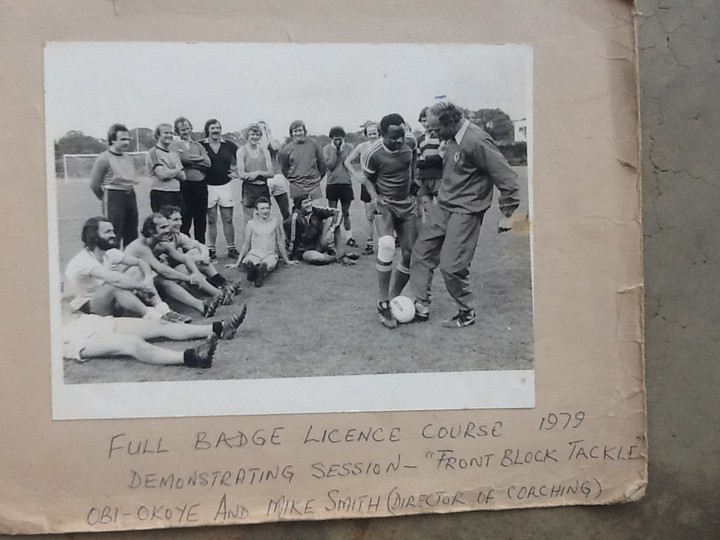 FULL BADGE LICENCE COURSE 1979
DEMONSTRATING SESSION - "FRONT BLOCK TACKLE"
OBI-OKOYE AND MIKE SMITH (DIRECTOR OF COACHING)